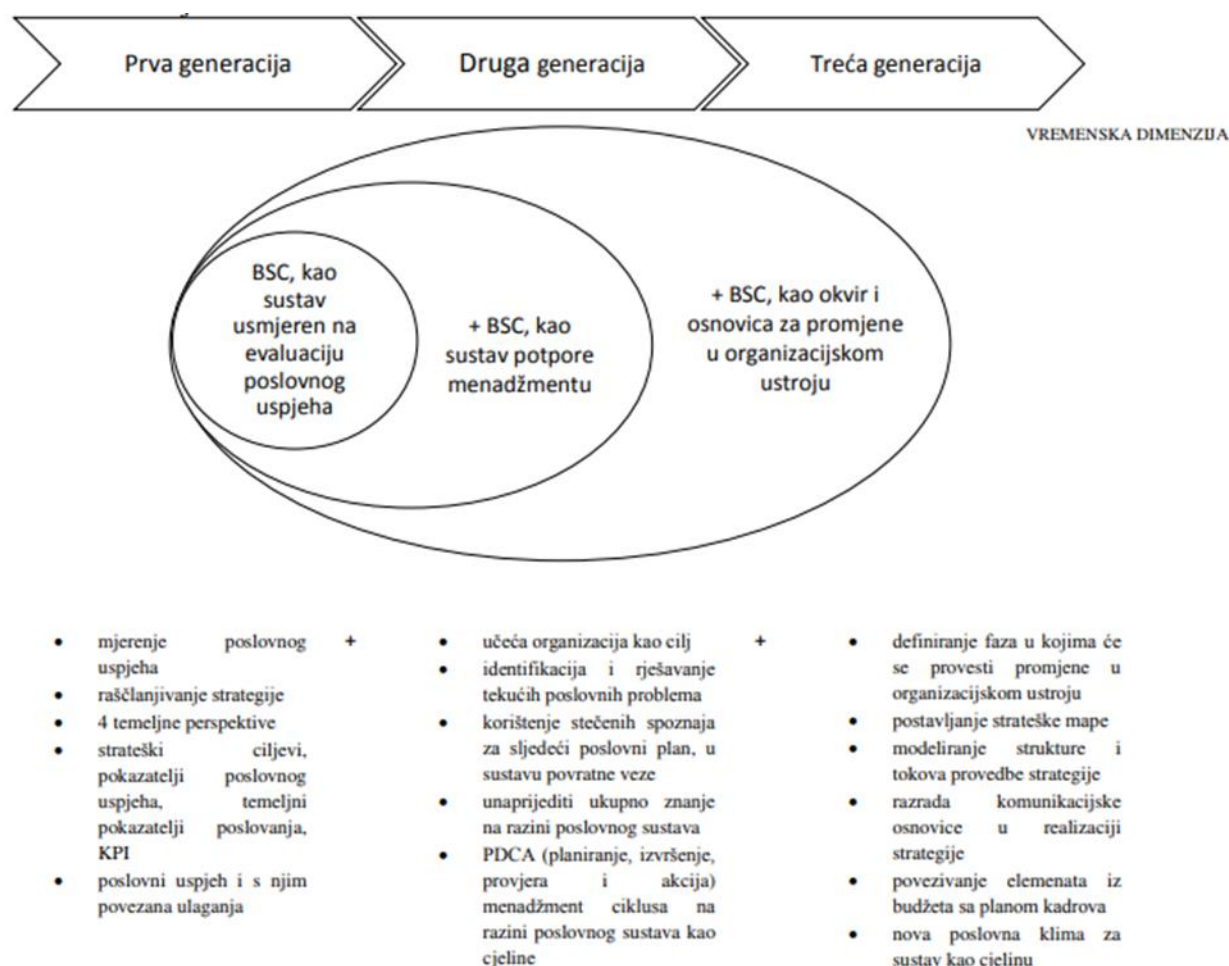 Prva generacija
Druga generacija
Treća generacija
VREMENSKA DIMENZIJA
BSC, kao
sustav
usmjeren na
evaluaciju
poslovnog
uspjeha
+ BSC, kao
sustav potpore
menadžmentu
+ BSC, kao okvir i
osnovica za promjene
u organizacijskom
ustroju
• mjerenje poslovnog
uspjeha
• raščlanjivanje strategije
• 4 temeljne perspektive
• strateški ciljevi,
pokazatelji poslovnog
uspjeha, temeljni
pokazatelji poslovanja,
KPI
• poslovni uspjeh i s njim
povezana ulaganja
+
• učeća organizacija kao cilj
• identifikacija i rješavanje
tekućih poslovnih problema
• korištenje stečenih spoznaja
za sljedeći poslovni plan, u
sustavu povratne veze
• unaprijediti ukupno znanje
na razini poslovnog sustava
• PDCA (planiranje, izvršenje,
provjera i akcija)
menadžment ciklusa na
razini poslovnog sustava kao
cjeline
+
• definiranje faza u kojima će
se provesti promjene u
organizacijskom ustroju
• postavljanje strateške mape
• modeliranje strukture i
tokova provedbe strategije
• razrada komunikacijske
osnovice u realizaciji
strategije
• povezivanje elemenata iz
budžeta sa planom kadrova
• nova poslovna klima za
sustav kao cjelinu